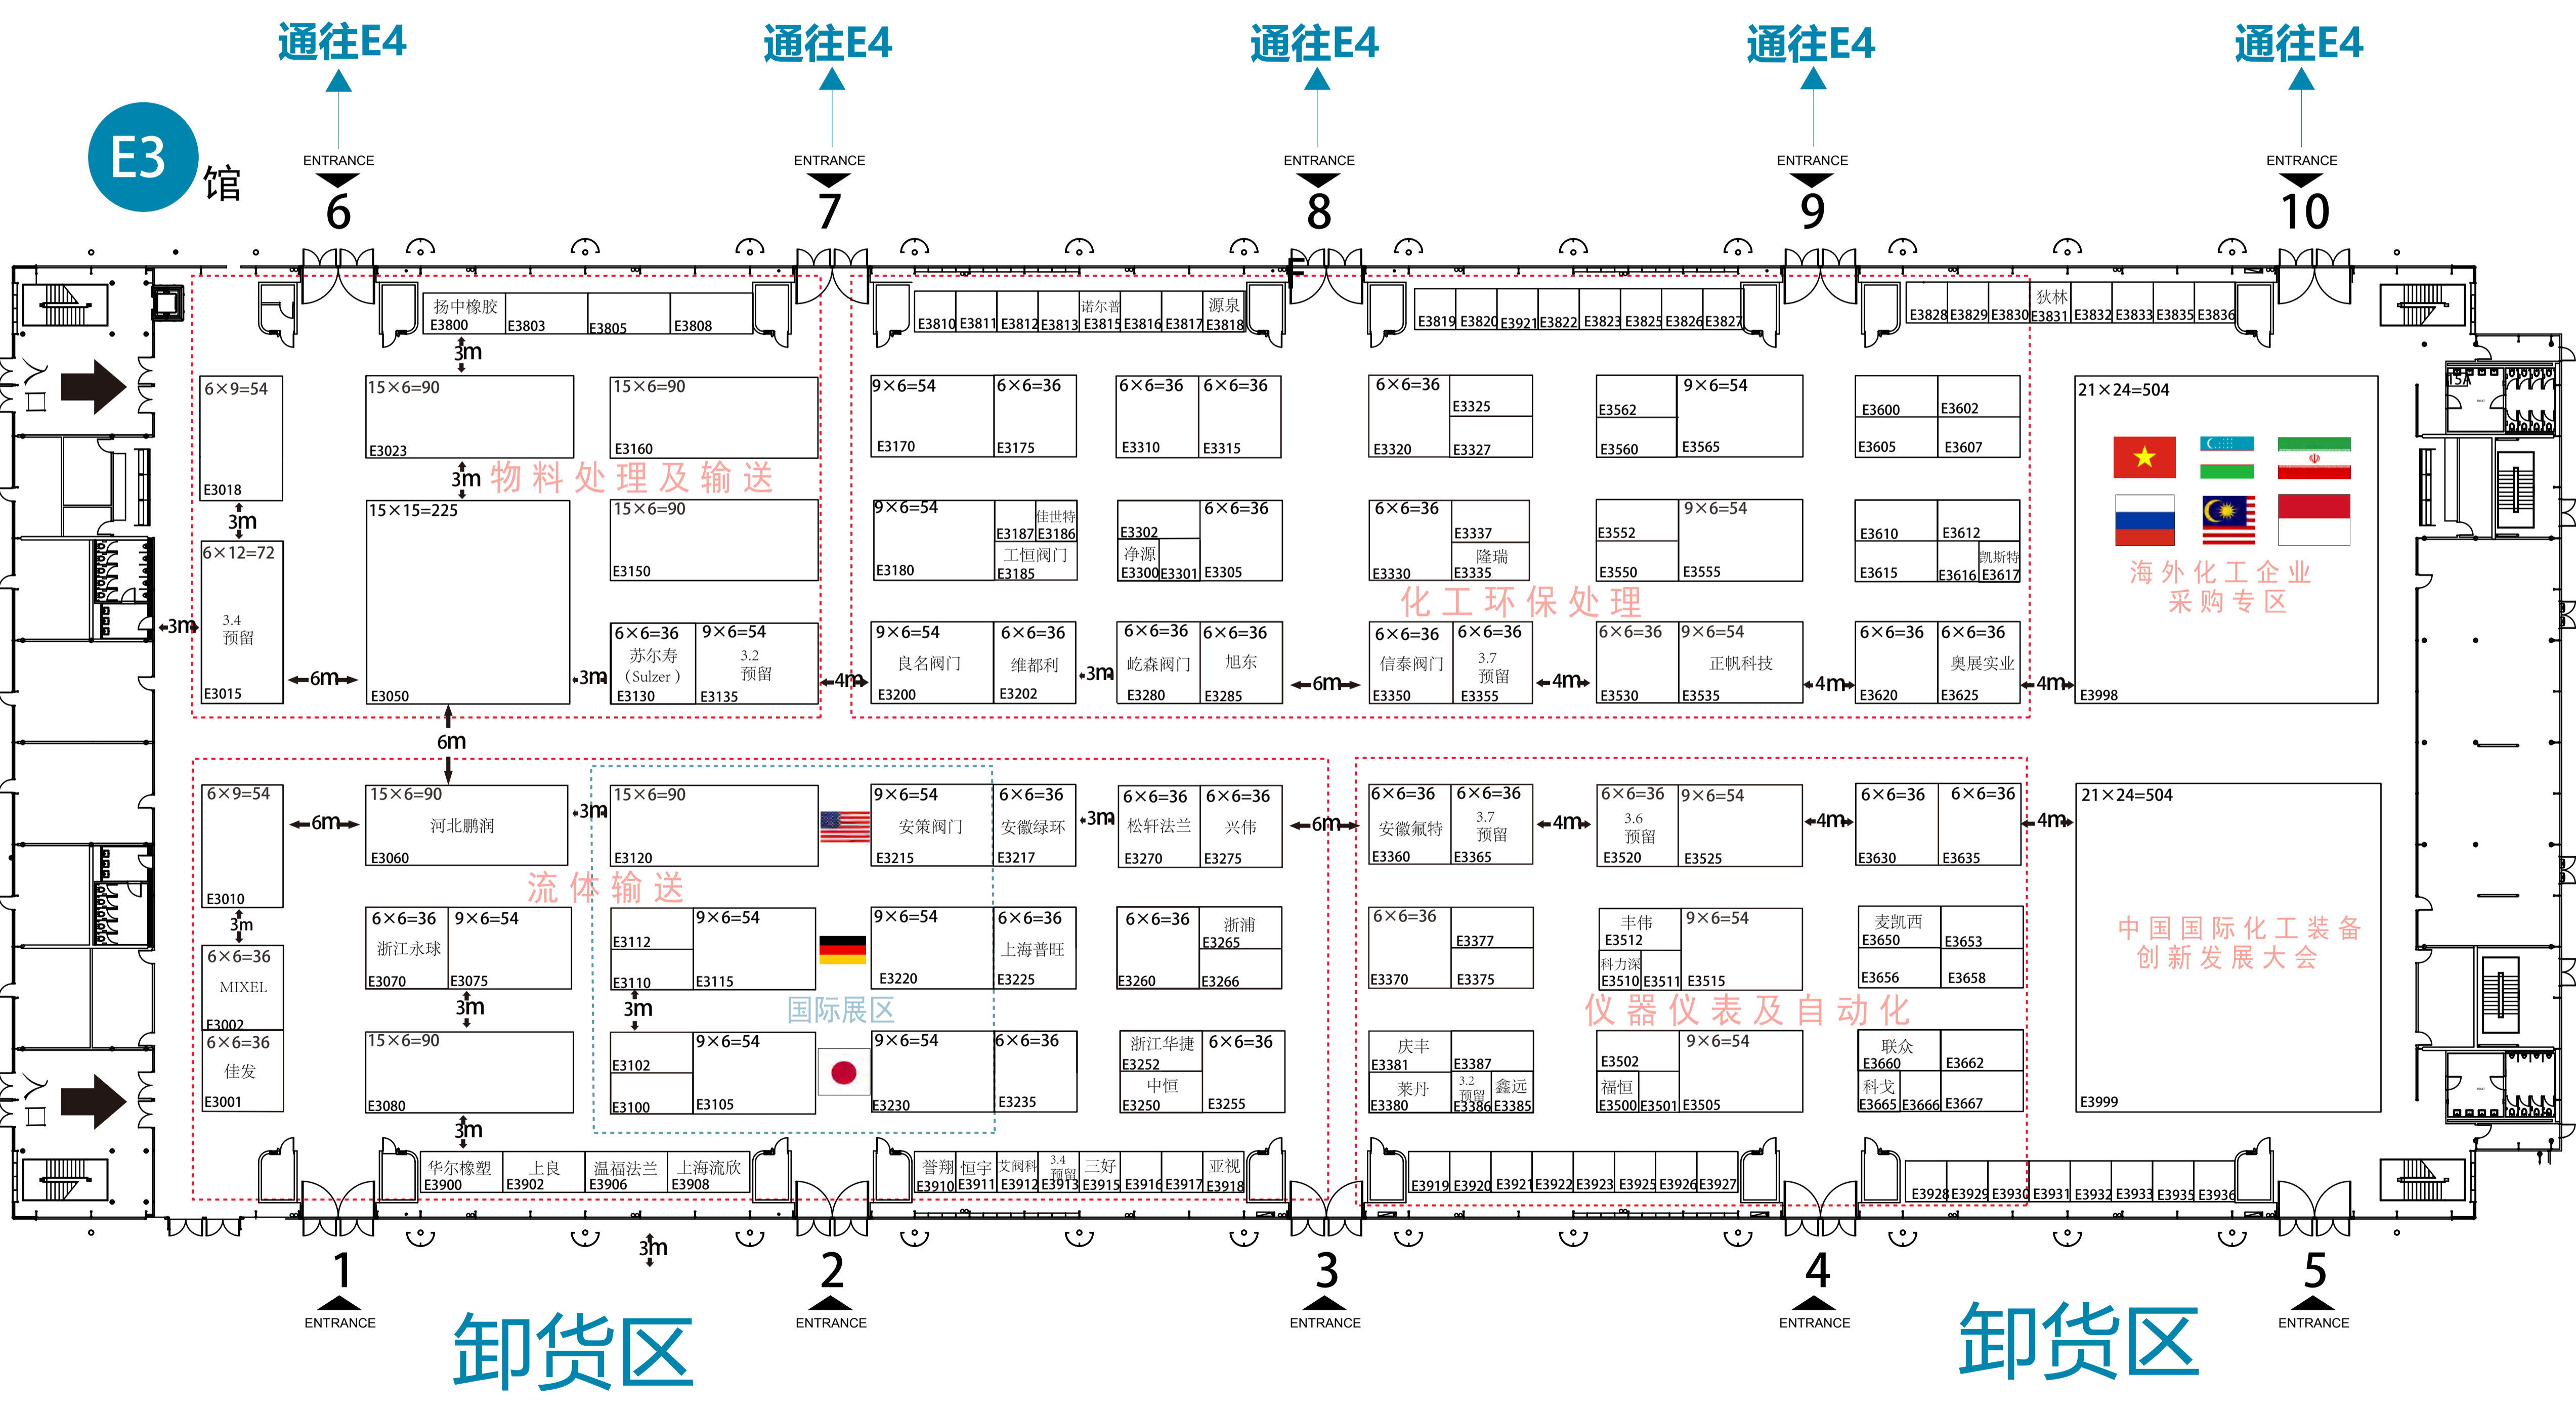 通往E4
通往E4
通往E4
通往E4
通往E4
E3
馆
ENTRANCE
ENTRANCE
ENTRANCE
ENTRANCE
ENTRANCE
6
7
8
9
10
扬中橡胶
E3800
E3803
E3805
E3808
E3810
E3811
E3812
E3813
诺尔普
E3815
E3816
E3817
源泉
E3818
E3819
E3820
E3921
E3822
E3823
E3825
E3826
E3827
E3828
E3829
E3830
狄林
E3831
E3832
E3833
E3835
E3836
3m
入口
6×9=54
E3018
15×6=90
E3023
15×6=90
E3160
9×6=54
E3170
6×6=36
E3175
6×6=36
E3310
6×6=36
E3315
6×6=36
E3320
E3325
E3327
E3562
E3560
9×6=54
E3565
E3600
E3602
E3605
E3607
21×24=504
15A
3m
3m
物料处理及输送
6×12=72
3.4
预留
E3015
15×15=225
E3050
15×6=90
E3150
9×6=54
E3180
E3187
佳世特
E3186
工恒阀门
E3185
E3302
净源
E3300
E3301
6×6=36
E3305
6×6=36
E3330
E3337
隆瑞
E3335
E3552
E3550
9×6=54
E3555
E3610
E3612
E3615
E3616
凯斯特
E3617
海外化工企业
采购专区
E3998
化工环保处理
3m
6m
3m
6×6=36
苏尔寿
（Sulzer）
E3130
9×6=54
3.2
预留
E3135
4m
9×6=54
良名阀门
E3200
6×6=36
维都利
E3202
3m
6×6=36
屹森阀门
E3280
6×6=36
旭东
E3285
6m
6×6=36
信泰阀门
E3350
6×6=36
3.7
预留
E3355
4m
6×6=36
E3530
9×6=54
正帆科技
E3535
4m
6×6=36
E3620
6×6=36
奥展实业
E3625
4m
6m
6×9=54
E3010
6m
15×6=90
河北鹏润
E3060
3m
15×6=90
E3120
9×6=54
安策阀门
E3215
6×6=36
安徽绿环
E3217
3m
6×6=36
松轩法兰
E3270
6×6=36
兴伟
E3275
6m
6×6=36
安徽氟特
E3360
6×6=36
3.7
预留
E3365
4m
6×6=36
3.6
预留
E3520
9×6=54
E3525
4m
6×6=36
E3630
6×6=36
E3635
4m
21×24=504
中国国际化工装备
创新发展大会
E3999
流体输送
3m
6×6=36
浙江永球
E3070
9×6=54
E3075
E3112
E3110
9×6=54
E3115
9×6=54
E3220
6×6=36
上海普旺
E3225
6×6=36
E3260
浙浦
E3265
E3266
6×6=36
E3370
E3377
E3375
丰伟
E3512
科力深
E3510
E3511
9×6=54
E3515
麦凯西
E3650
E3653
E3656
E3658
6×6=36
MIXEL
E3002
3m
3m
国际展区
仪器仪表及自动化
6×6=36
佳发
E3001
15×6=90
E3080
E3102
E3100
9×6=54
E3105
9×6=54
E3230
6×6=36
E3235
浙江华捷
E3252
中恒
E3250
6×6=36
E3255
庆丰
E3381
E3387
莱丹
E3380
3.2
预留
E3386
鑫远
E3385
E3502
福恒
E3500
E3501
9×6=54
E3505
联众
E3660
E3662
科戈
E3665
E3666
E3667
入口
3m
华尔橡塑
E3900
上良
E3902
温福法兰
E3906
上海流欣
E3908
誉翔
E3910
恒宇
E3911
艾阀科
E3912
3.4
预留
E3913
三好
E3915
E3916
E3917
亚视
E3918
E3919
E3920
E3921
E3922
E3923
E3925
E3926
E3927
E3928
E3929
E3930
E3931
E3932
E3933
E3935
E3936
3m
1
2
3
4
5
ENTRANCE
ENTRANCE
ENTRANCE
ENTRANCE
ENTRANCE
卸货区
卸货区